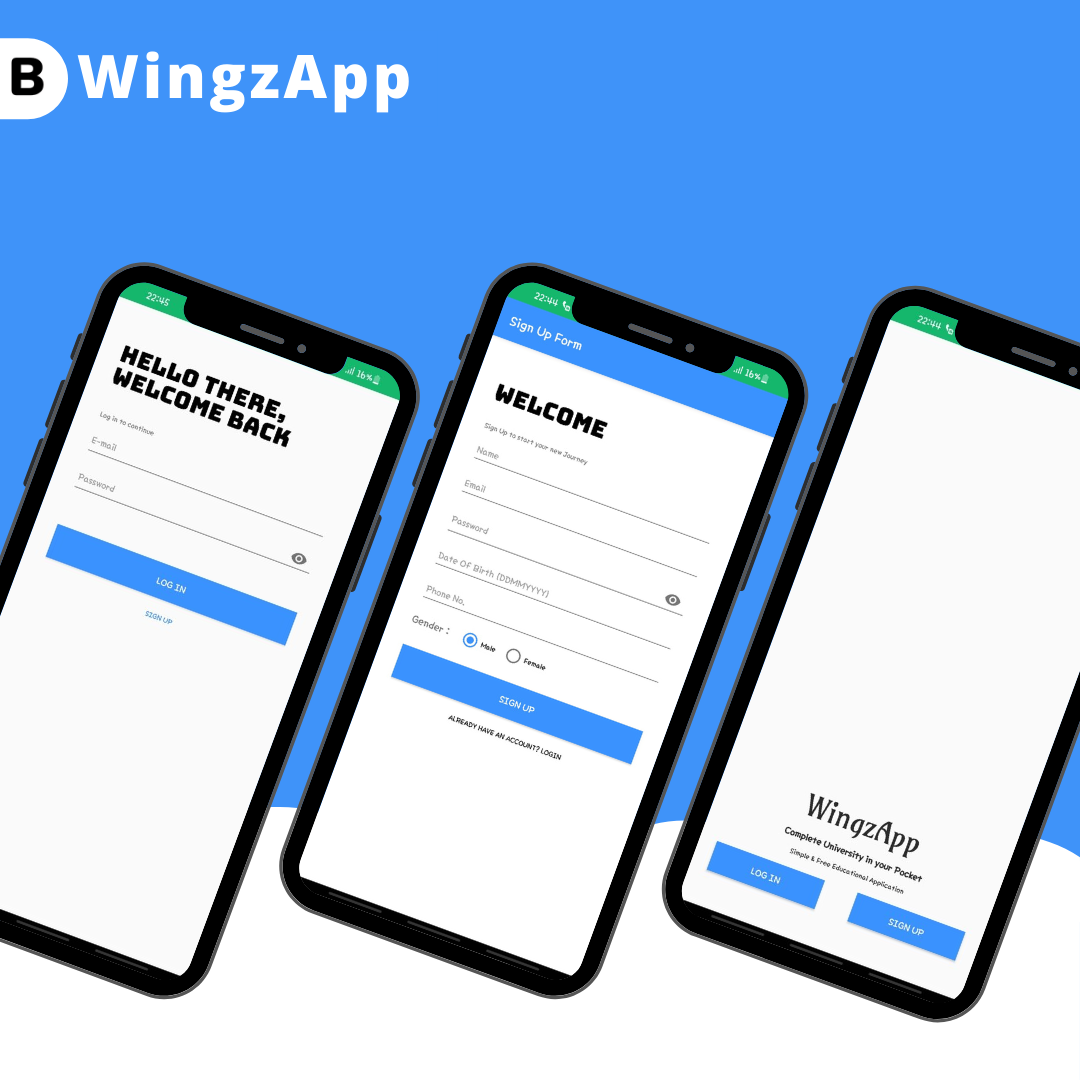 B WingzApp
22:45
16%
HELLO THERE,
WELCOME BACK
Log in to continue
E-mail
Password
LOG IN
SIGN UP
22:44
16%
Sign Up Form
WELCOME
Sign Up to start your new Journey
Name
Email
Password
Date Of Birth (DDMMYYYY)
Phone No.
Gender : Male Female
SIGN UP
ALREADY HAVE AN ACCOUNT? LOGIN
22:44
WingzApp
Complete University in your Pocket
Simple & Free Educational Application
LOG IN
SIGN UP